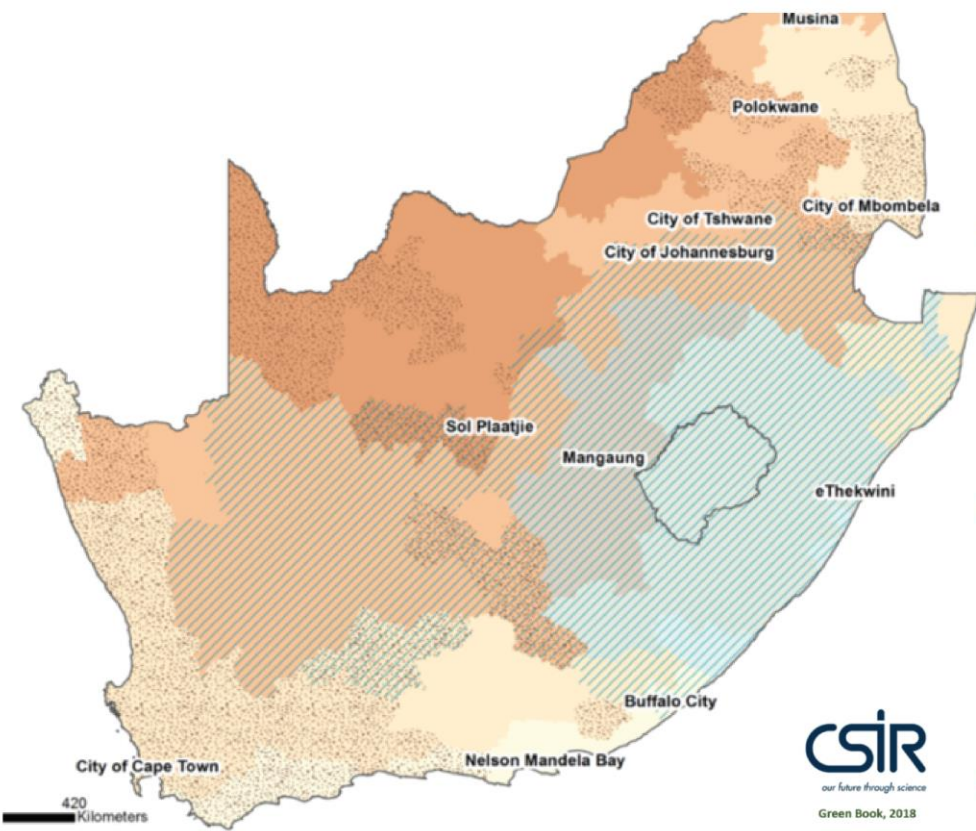 Musina
Polokwane
City of Mbombela
City of Tshwane
City of Johannesburg
Sol Plaatjie
Mangaung
eThekwini
Buffalo City
Nelson Mandela Bay
City of Cape Town
420
Kilometers
CSIR
our future through science
Green Book, 2018